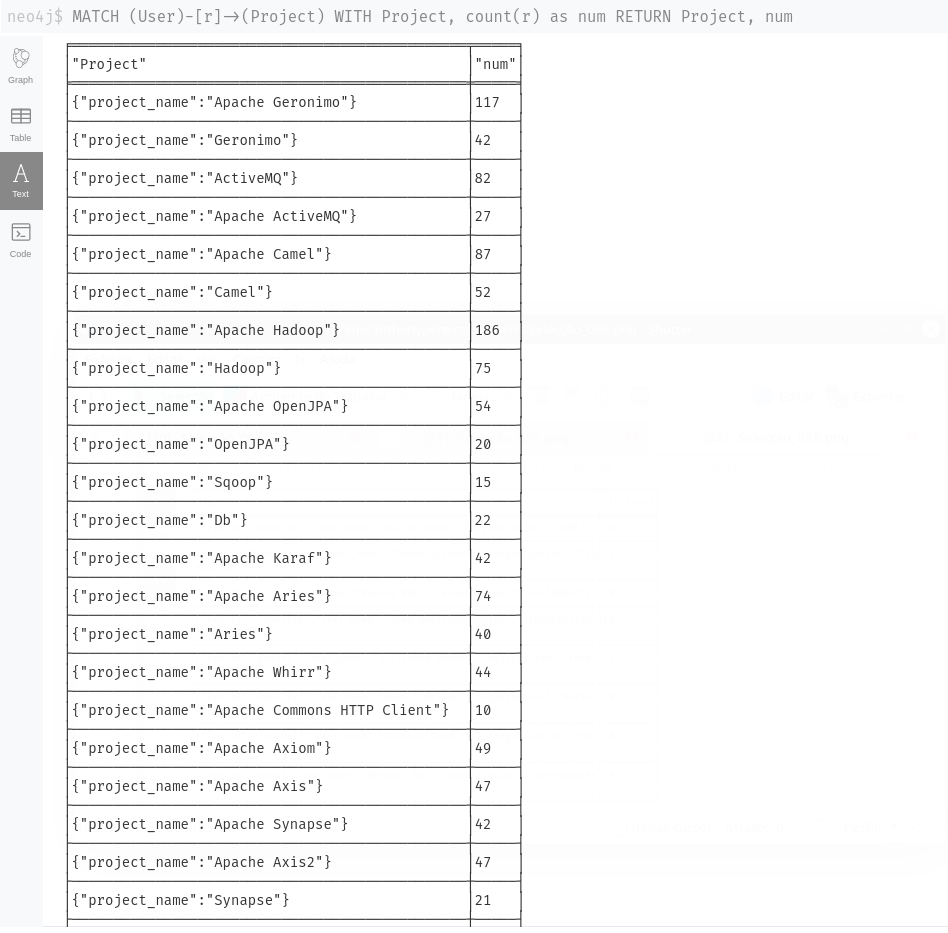 neo4j$ MATCH (User)-[r]->(Project) WITH Project, count(r) as num RETURN Project, num
Graph
Table
Text
Code
"Project" "num"
{"project_name":"Apache Geronimo"} 117
{"project_name":"Geronimo"} 42
{"project_name":"ActiveMQ"} 82
{"project_name":"Apache ActiveMQ"} 27
{"project_name":"Apache Camel"} 87
{"project_name":"Camel"} 52
{"project_name":"Apache Hadoop"} 186
{"project_name":"Hadoop"} 75
{"project_name":"Apache OpenJPA"} 54
{"project_name":"OpenJPA"} 20
{"project_name":"Sqoop"} 15
{"project_name":"Db"} 22
{"project_name":"Apache Karaf"} 42
{"project_name":"Apache Aries"} 74
{"project_name":"Aries"} 40
{"project_name":"Apache Whirr"} 44
{"project_name":"Apache Commons HTTP Client"} 10
{"project_name":"Apache Axiom"} 49
{"project_name":"Apache Axis"} 47
{"project_name":"Apache Synapse"} 42
{"project_name":"Apache Axis2"} 47
{"project_name":"Synapse"} 21